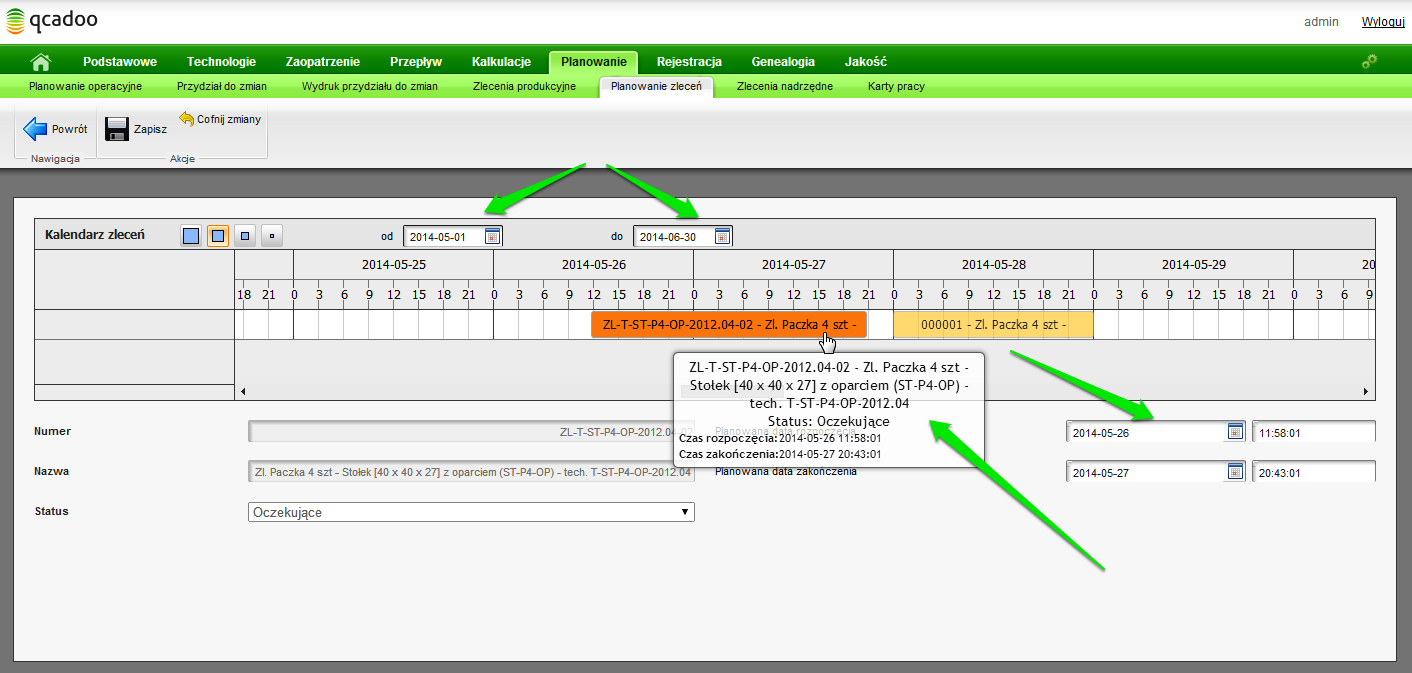 qcadoo
admin Wyloguj
Podstawowe Technologie Zaopatrzenie Przepływ Kalkulacje Planowanie Rejestracja Genealogia Jakość
Planowanie operacyjne Przydział do zmian Wydruk przydziału do zmian Zlecenia produkcyjne Planowanie zleceń Zlecenia nadrzędne Karty pracy
Powrót Zapisz Cofnij zmiany
Nawigacja Akcje
Kalendarz zleceń od 2014-05-01 do 2014-06-30
2014-05-25 2014-05-26 2014-05-27 2014-05-28 2014-05-29 20
18 21 0 3 6 9 12 15 18 21 0 3 6 9 12 15 18 21 0 3 6 9 12 15 18 21 0 3 6 9 12 15 18 21 0 3 6 9 12 15 18 21 0 3 6 9
ZL-T-ST-P4-OP-2012.04-02 - Zl. Paczka 4 szt - 000001 - Zl. Paczka 4 szt -
ZL-T-ST-P4-OP-2012.04-02 - Zl. Paczka 4 szt -
Stołek [40 x 40 x 27] z oparciem (ST-P4-OP) -
tech. T-ST-P4-OP-2012.04
Status: Oczekujące
Czas rozpoczęcia:2014-05-26 11:58:01
Czas zakończenia:2014-05-27 20:43:01
Numer ZL-T-ST-P4-OP-2012.04-02 Planowana data rozpoczęcia 2014-05-26 11:58:01
Nazwa Zl. Paczka 4 szt - Stołek [40 x 40 x 27] z oparciem (ST-P4-OP) - tech. T-ST-P4-OP-2012.04 Planowana data zakończenia 2014-05-27 20:43:01
Status Oczekujące